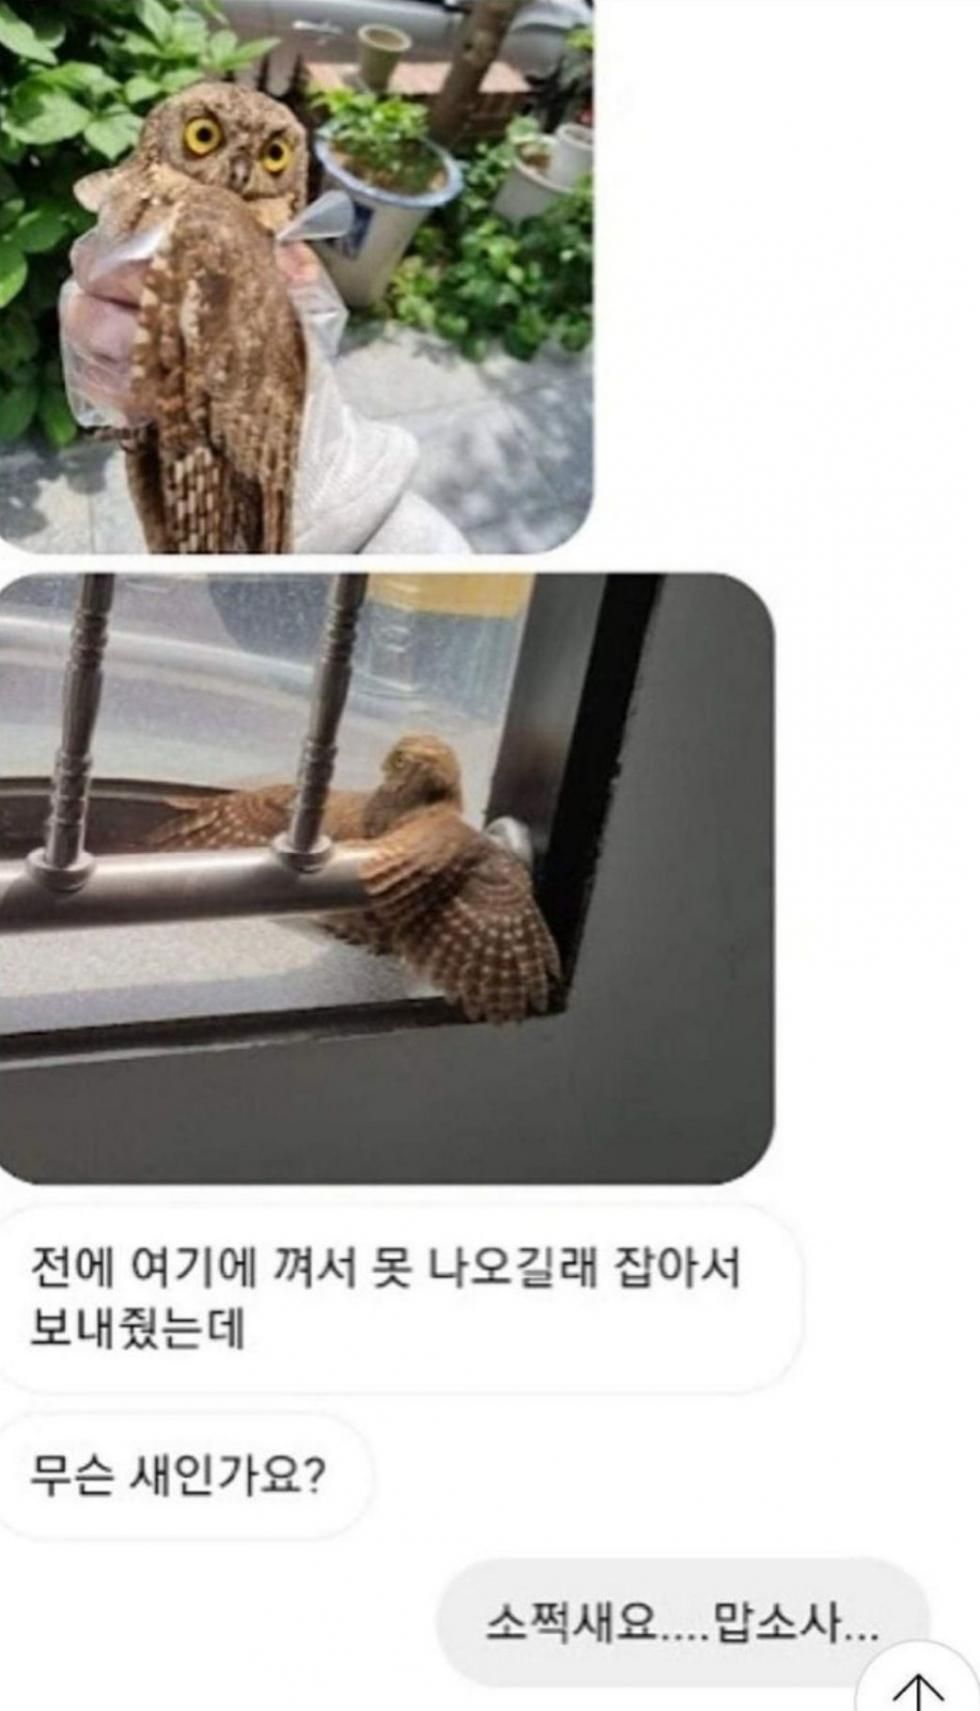 전에 여기에 껴서 못 나오길래 잡아서
보내줬는데
무슨 새인가요?
소쩍새요....맙소사...